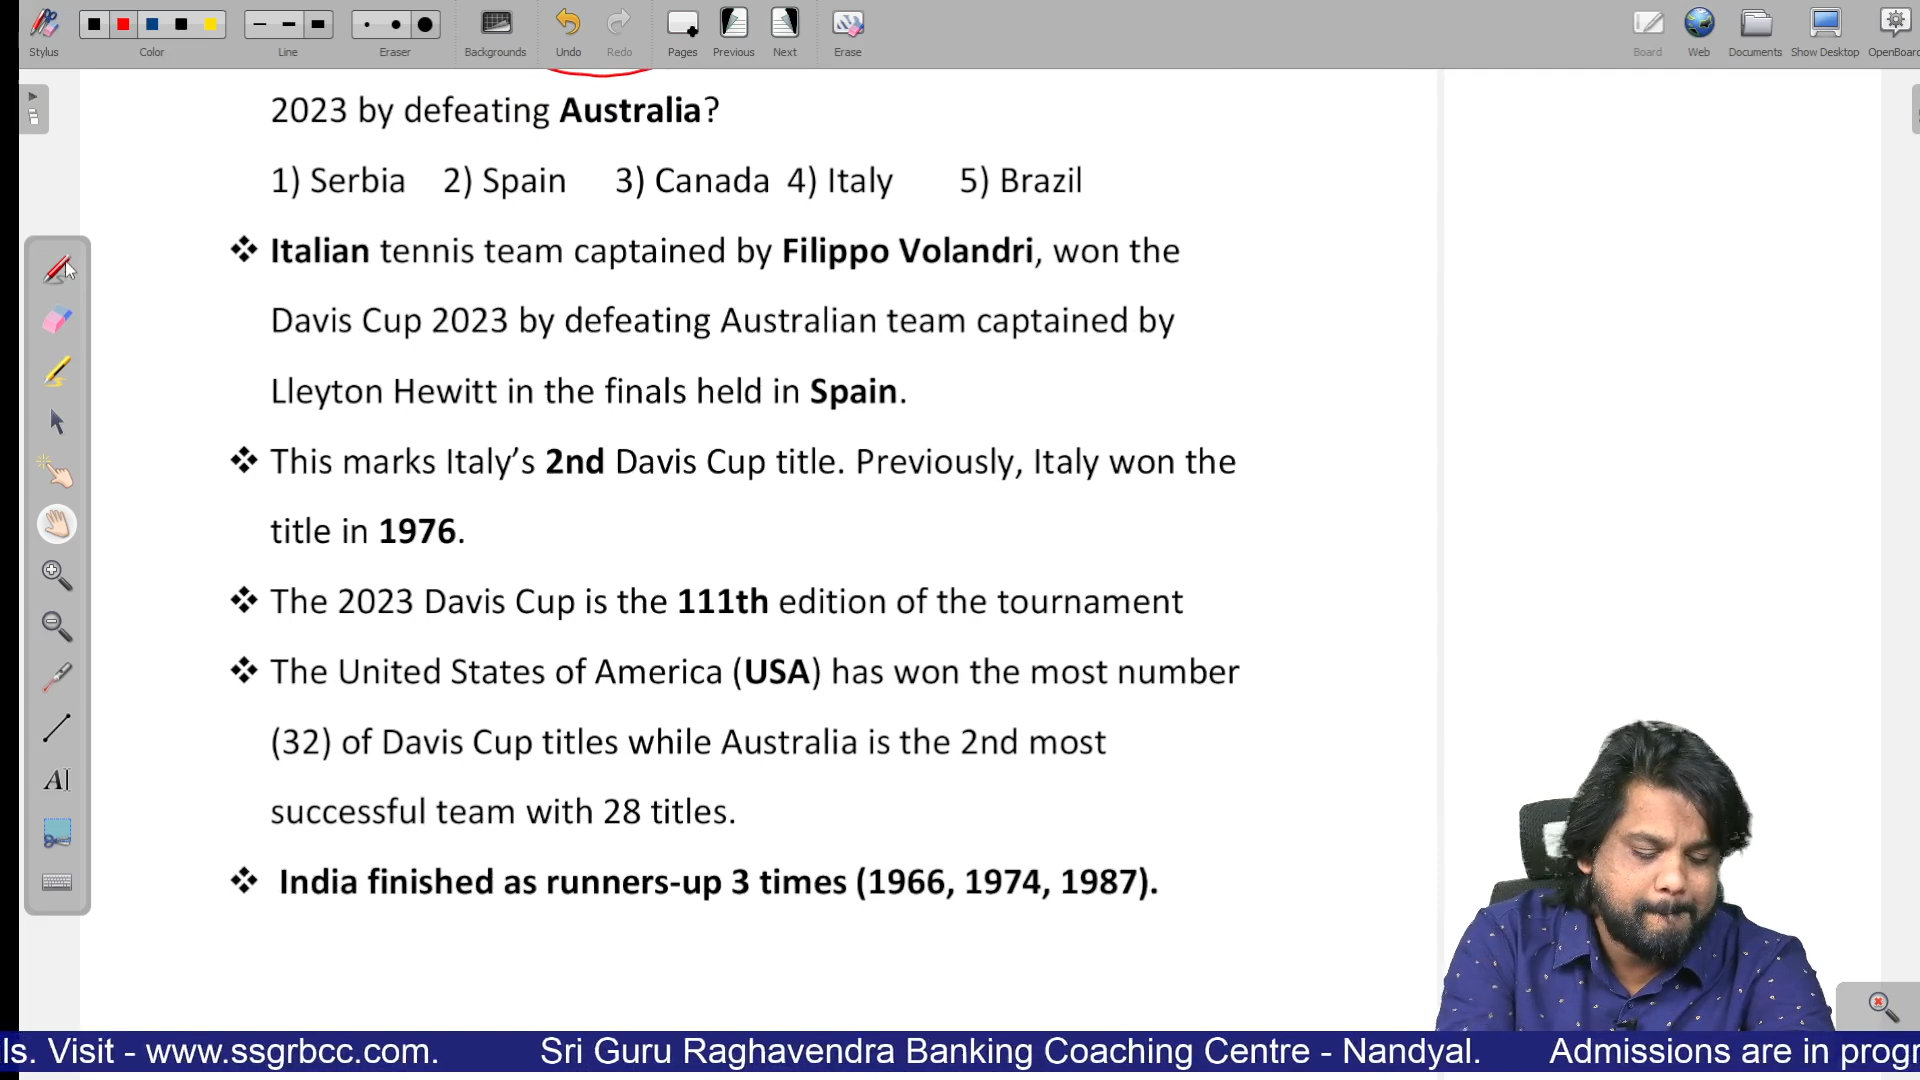 Stylus
Color
Line
Eraser
Backgrounds
Undo
Redo
Pages
Previous
Next
Erase
Board
Web
Documents
Show Desktop
OpenBoard
2023 by defeating Australia?
1) Serbia 2) Spain 3) Canada 4) Italy 5) Brazil
❖ Italian tennis team captained by Filippo Volandri, won the
Davis Cup 2023 by defeating Australian team captained by
Lleyton Hewitt in the finals held in Spain.
❖ This marks Italy’s 2nd Davis Cup title. Previously, Italy won the
title in 1976.
❖ The 2023 Davis Cup is the 111th edition of the tournament
❖ The United States of America (USA) has won the most number
(32) of Davis Cup titles while Australia is the 2nd most
successful team with 28 titles.
❖ India finished as runners-up 3 times (1966, 1974, 1987).
ls. Visit - www.ssgrbcc.com. Sri Guru Raghavendra Banking Coaching Centre - Nandyal. Admissions are in progr